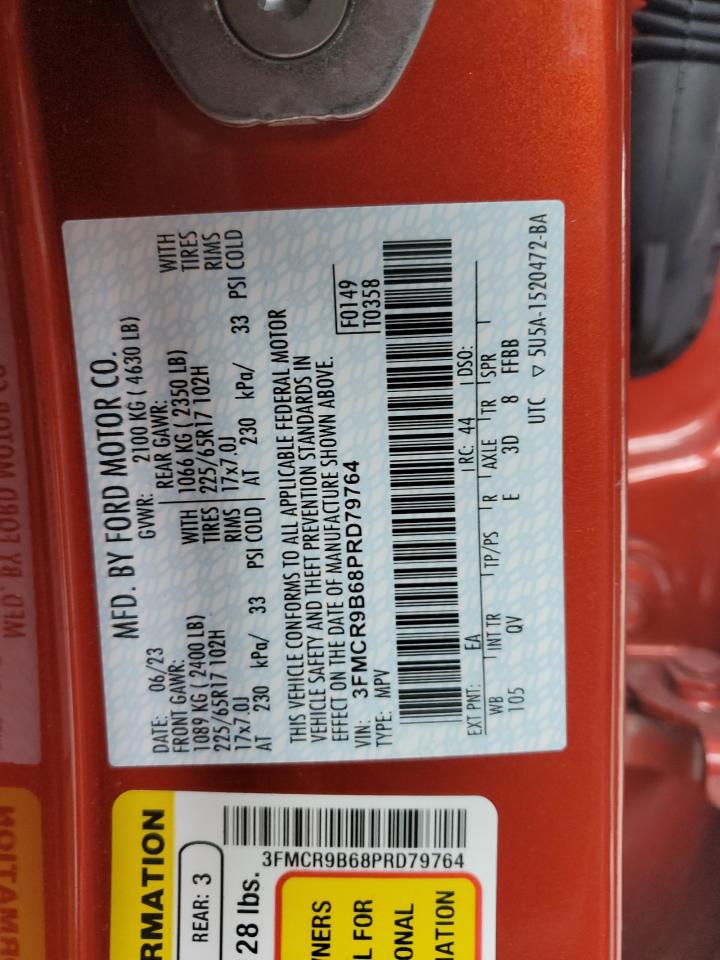 MFD. BY FORD MOTOR CO.
DATE: 06/23
GVWR: 2100 KG ( 4630 LB)
FRONT GAWR:
REAR GAWR:
1089 KG ( 2400 LB)
WITH
1066 KG ( 2350 LB)
WITH
225/65R17 102H
TIRES
225/65R17 102H
TIRES
17x7.0J
RIMS
17x7.0J
RIMS
AT 230 kPa/ 33 PSI COLD
AT 230 kPa/ 33 PSI COLD
THIS VEHICLE CONFORMS TO ALL APPLICABLE FEDERAL MOTOR
VEHICLE SAFETY AND THEFT PREVENTION STANDARDS IN
EFFECT ON THE DATE OF MANUFACTURE SHOWN ABOVE.
VIN: 3FMCR9B68PRD79764
TYPE: MPV
F0149
T0358
EXT PNT: EA
RC: 44
DSO:
WB
INT TR
TP/PS
R
AXLE
TR
SPR
105
QV
E
3D
8
FFBB
UTC ▽ 5U5A-1520472-BA
RMATION
REAR: 3
28 lbs.
3FMCR9B68PRD79764
NERS
L FOR
ONAL
ATION